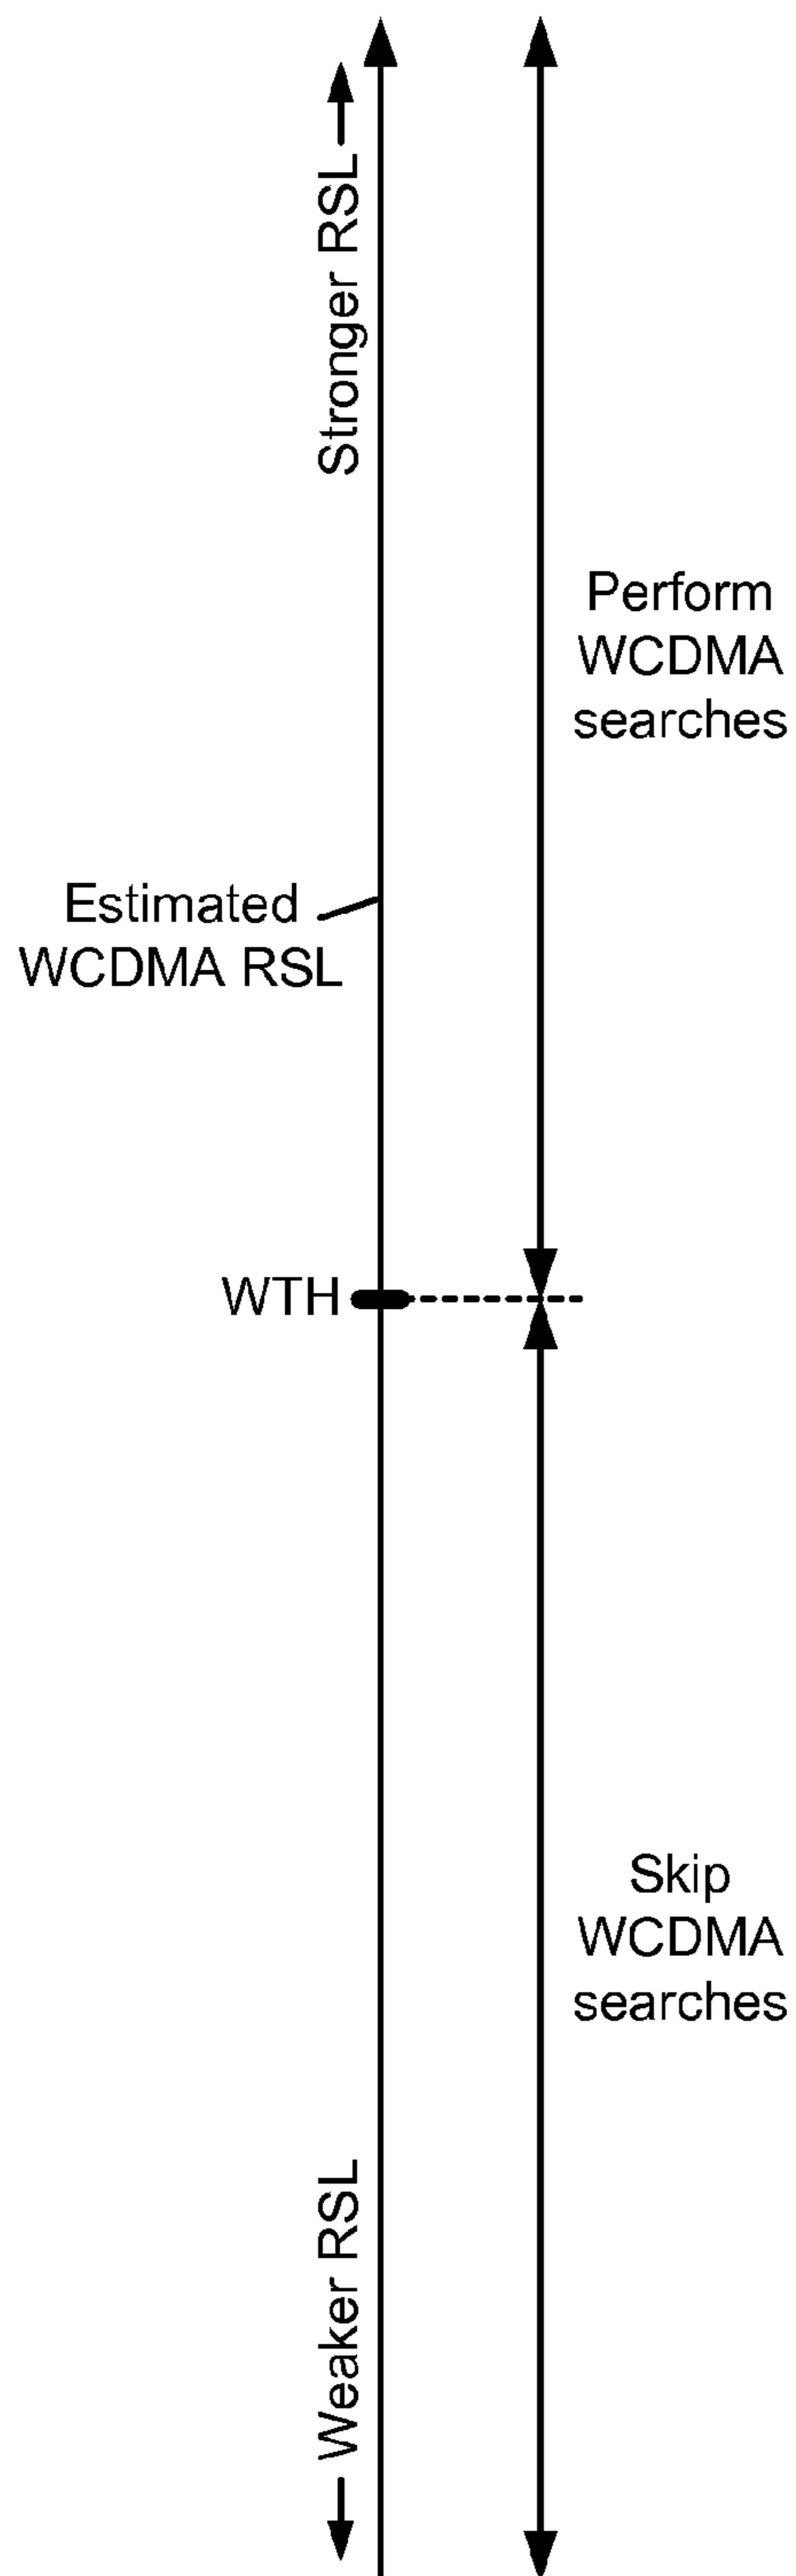 Stronger RSL
Perform
WCDMA
searches
Estimated
WCDMA RSL
WTH
Skip
WCDMA
searches
Weaker RSL